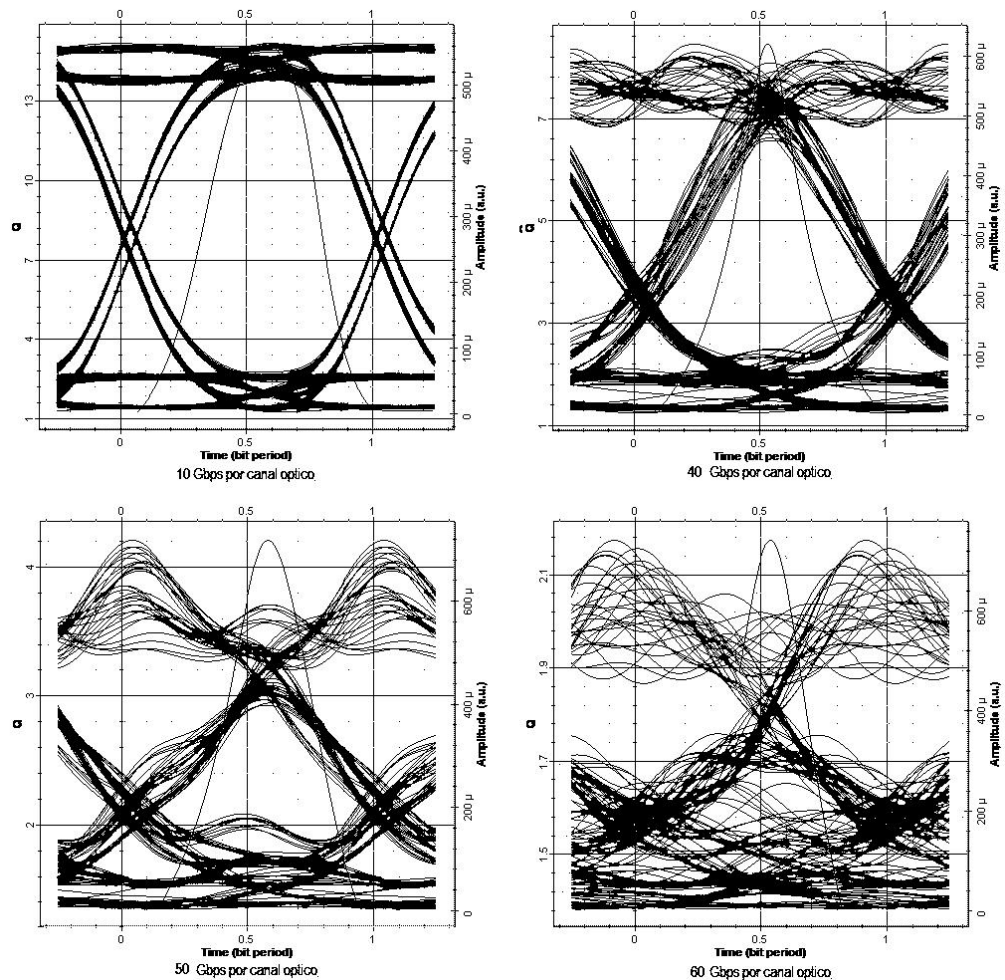 0 0.5 1
13
10
7
4
1
Q
500 µ
400 µ
300 µ
200 µ
100 µ
0
Amplitude (a.u.)
0 0.5 1
Time (bit period)
10 Gbps por canal optico
0 0.5 1
7
5
3
1
Q
600 µ
500 µ
400 µ
300 µ
200 µ
100 µ
0
Amplitude (a.u.)
0 0.5 1
Time (bit period)
40 Gbps por canal optico
0 0.5 1
4
3
2
Q
600 µ
400 µ
200 µ
0
Amplitude (a.u.)
0 0.5 1
Time (bit period)
50 Gbps por canal optico
0 0.5 1
2.1
1.9
1.7
1.5
Q
600 µ
400 µ
200 µ
0
Amplitude (a.u.)
0 0.5 1
Time (bit period)
60 Gbps por canal optico